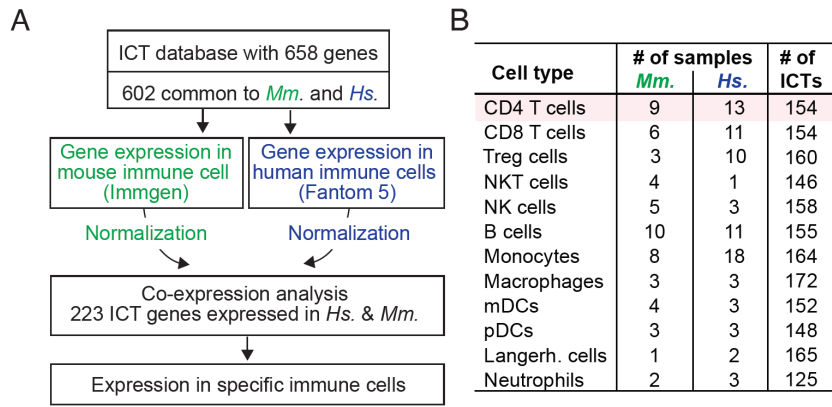 A
ICT database with 658 genes
602 common to Mm. and Hs.
Gene expression in
mouse immune cell
(Immgen)
Gene expression in
human immune cells
(Fantom 5)
Normalization
Normalization
Co-expression analysis
223 ICT genes expressed in Hs. & Mm.
Expression in specific immune cells
B
Cell type # of samples # of ICTs
Mm. Hs.
CD4 T cells 9 13 154
CD8 T cells 6 11 154
Treg cells 3 10 160
NKT cells 4 1 146
NK cells 5 3 158
B cells 10 11 155
Monocytes 8 18 164
Macrophages 3 3 172
mDCs 4 3 152
pDCs 3 3 148
Langerh. cells 1 2 165
Neutrophils 2 3 125